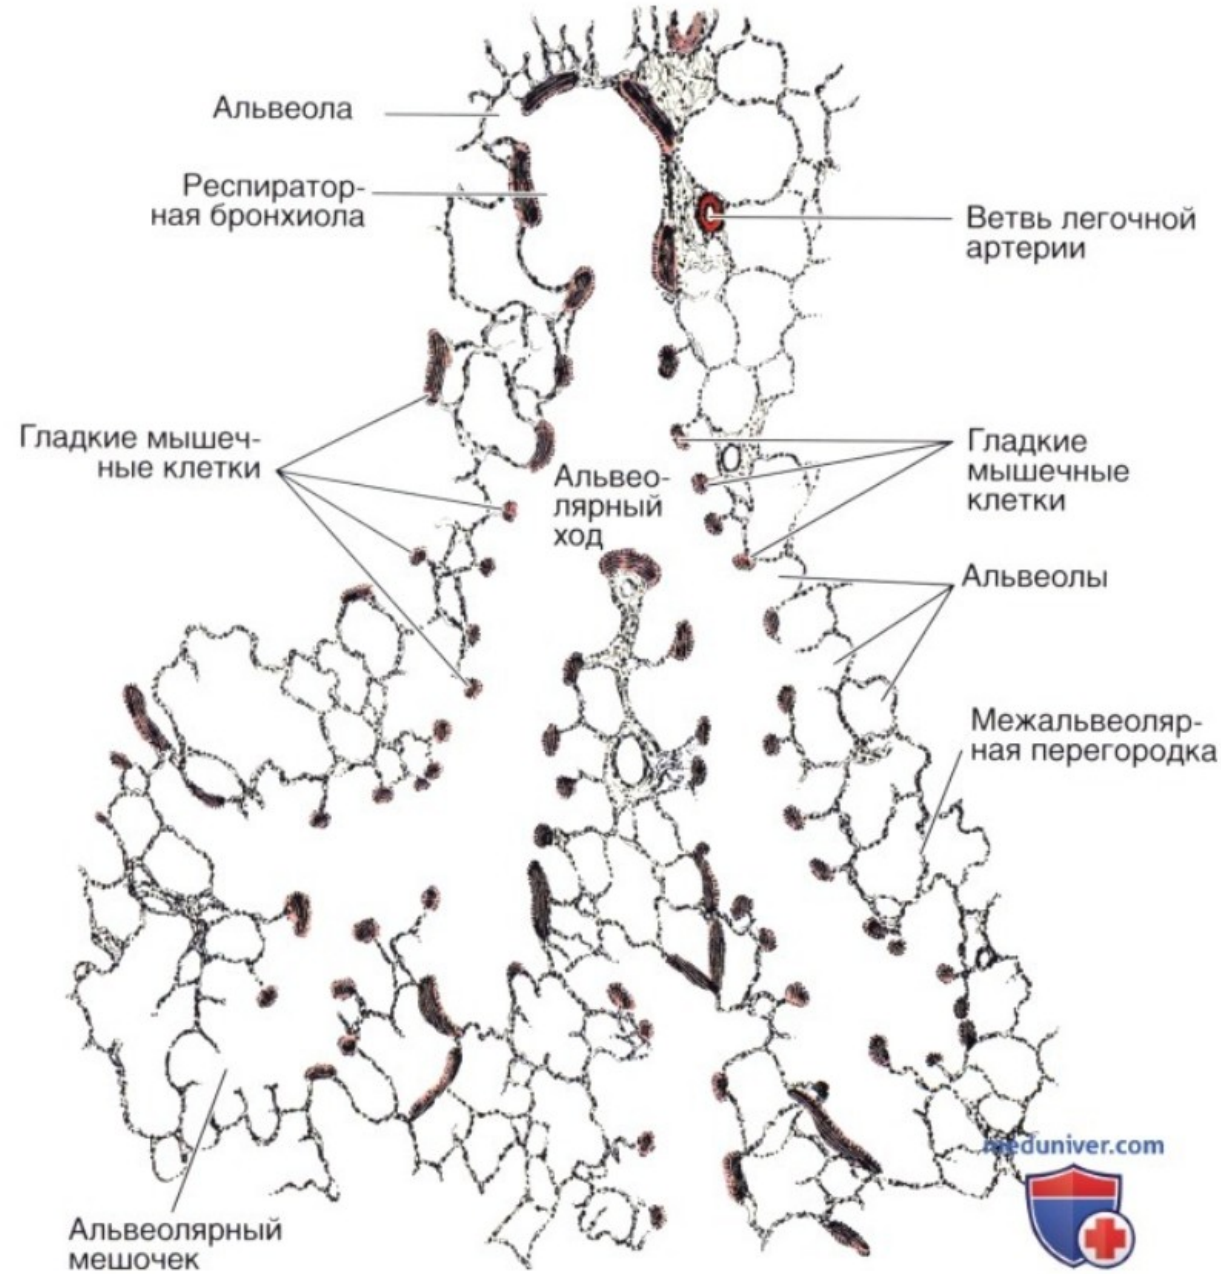 Альвеола
Респиратор-
ная бронхиола
Ветвь легочной
артерии
Гладкие мышеч-
ные клетки
Альвео-
лярный
ход
Гладкие
мышечные
клетки
Альвеолы
Межальвеоляр-
ная перегородка
Альвеолярный
мешочек
meduniver.com